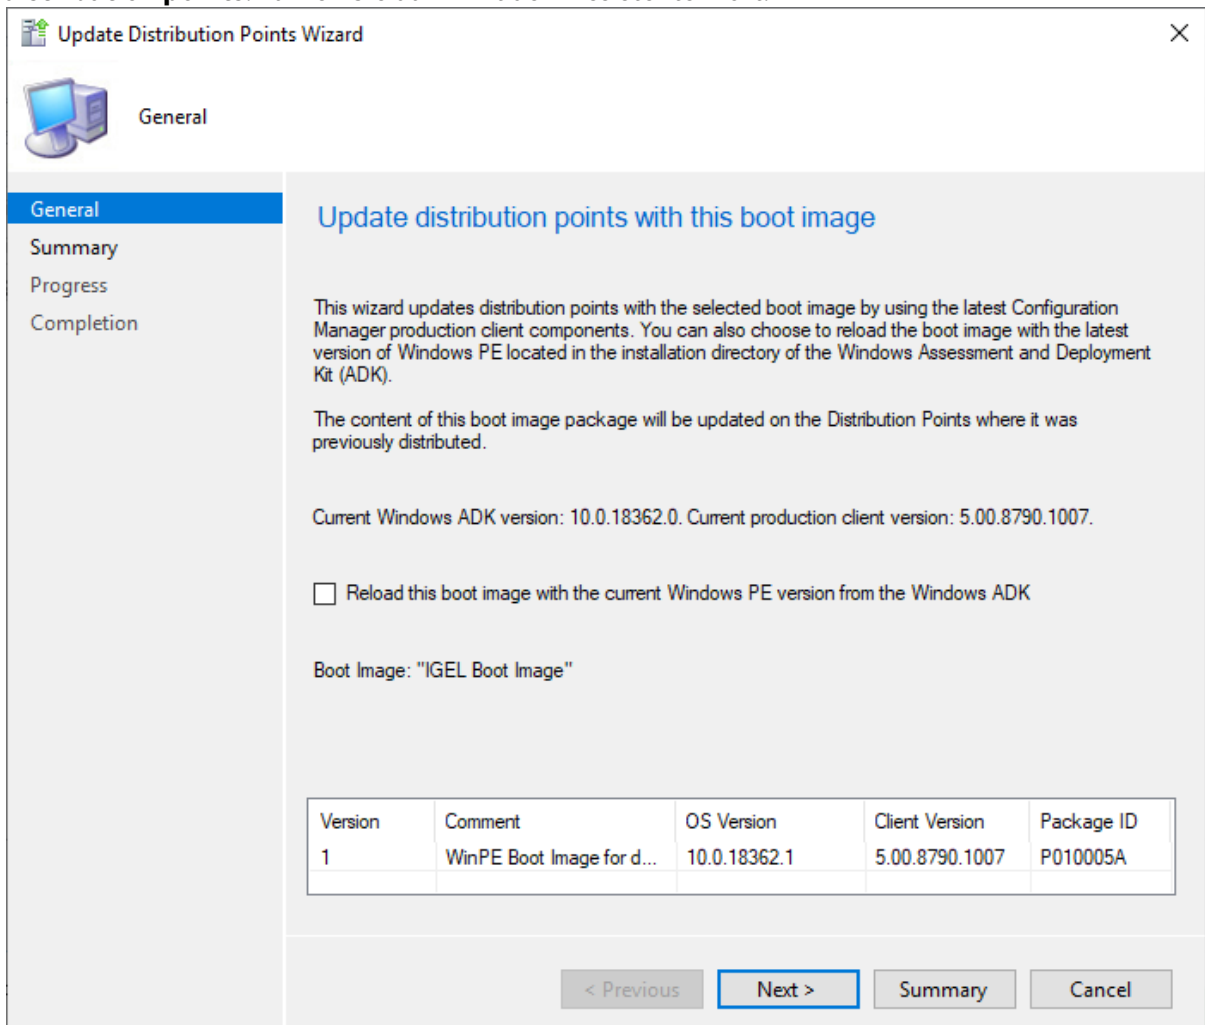 Update Distribution Points Wizard
General
General
Summary
Progress
Completion
Update distribution points with this boot image
This wizard updates distribution points with the selected boot image by using the latest Configuration
Manager production client components. You can also choose to reload the boot image with the latest
version of Windows PE located in the installation directory of the Windows Assessment and Deployment
Kit (ADK).
The content of this boot image package will be updated on the Distribution Points where it was
previously distributed.
Current Windows ADK version: 10.0.18362.0. Current production client version: 5.00.8790.1007.
Reload this boot image with the current Windows PE version from the Windows ADK
Boot Image: "IGEL Boot Image"
Version Comment OS Version Client Version Package ID
1 WinPE Boot Image for d... 10.0.18362.1 5.00.8790.1007 P010005A
< Previous Next > Summary Cancel